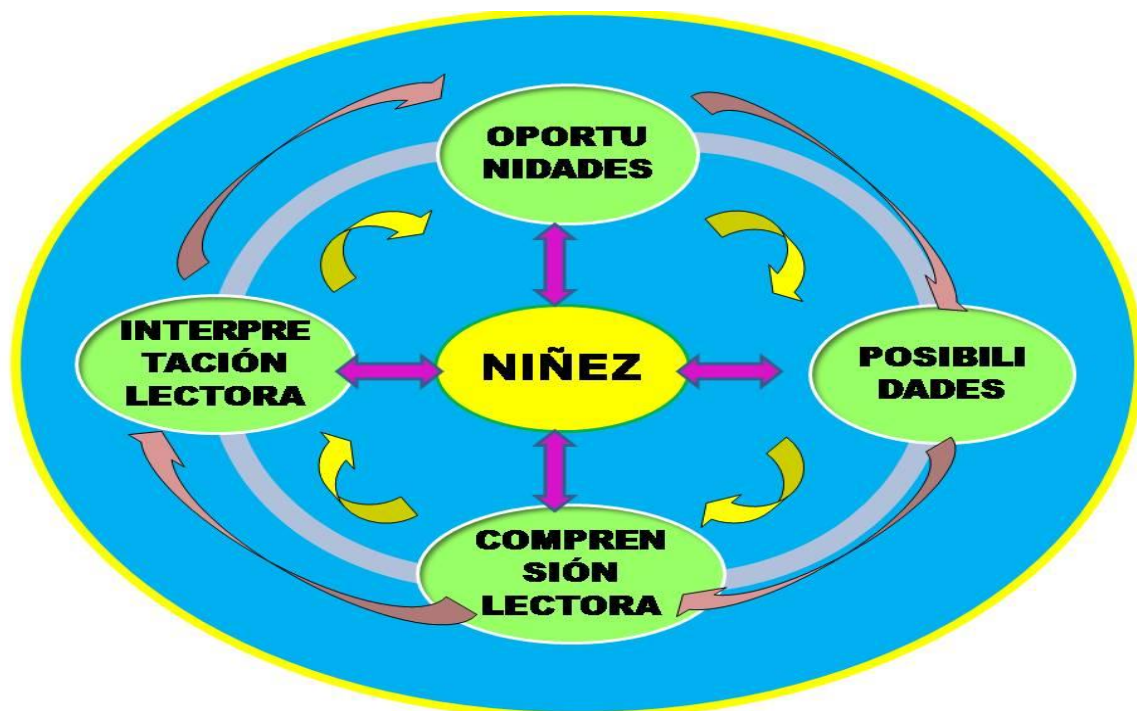 OPORTU
NIDADES
INTERPRE
TACIÓN
LECTORA
NIÑEZ
POSIBILI
DADES
COMPREN
SIÓN
LECTORA